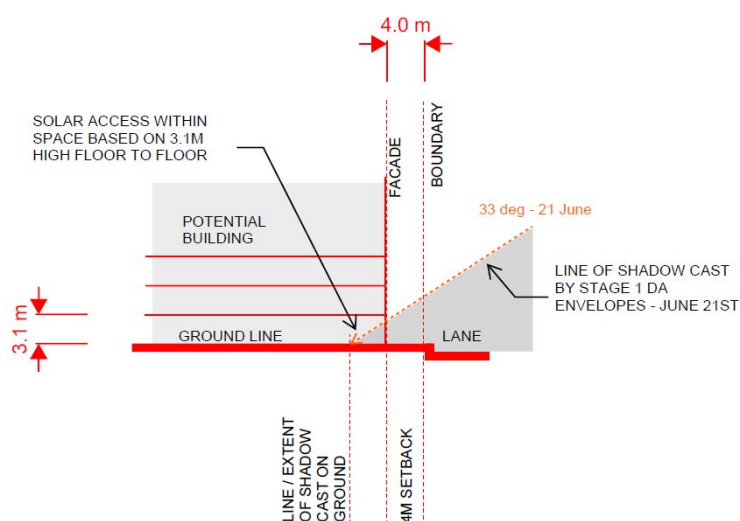 4.0 m
SOLAR ACCESS WITHIN
SPACE BASED ON 3.1M
HIGH FLOOR TO FLOOR
FACADE
BOUNDARY
33 deg - 21 June
POTENTIAL
BUILDING
LINE OF SHADOW CAST
BY STAGE 1 DA
ENVELOPES - JUNE 21ST
3.1 m
GROUND LINE
LANE
LINE / EXTENT
OF SHADOW
CAST ON
GROUND
4M SETBACK